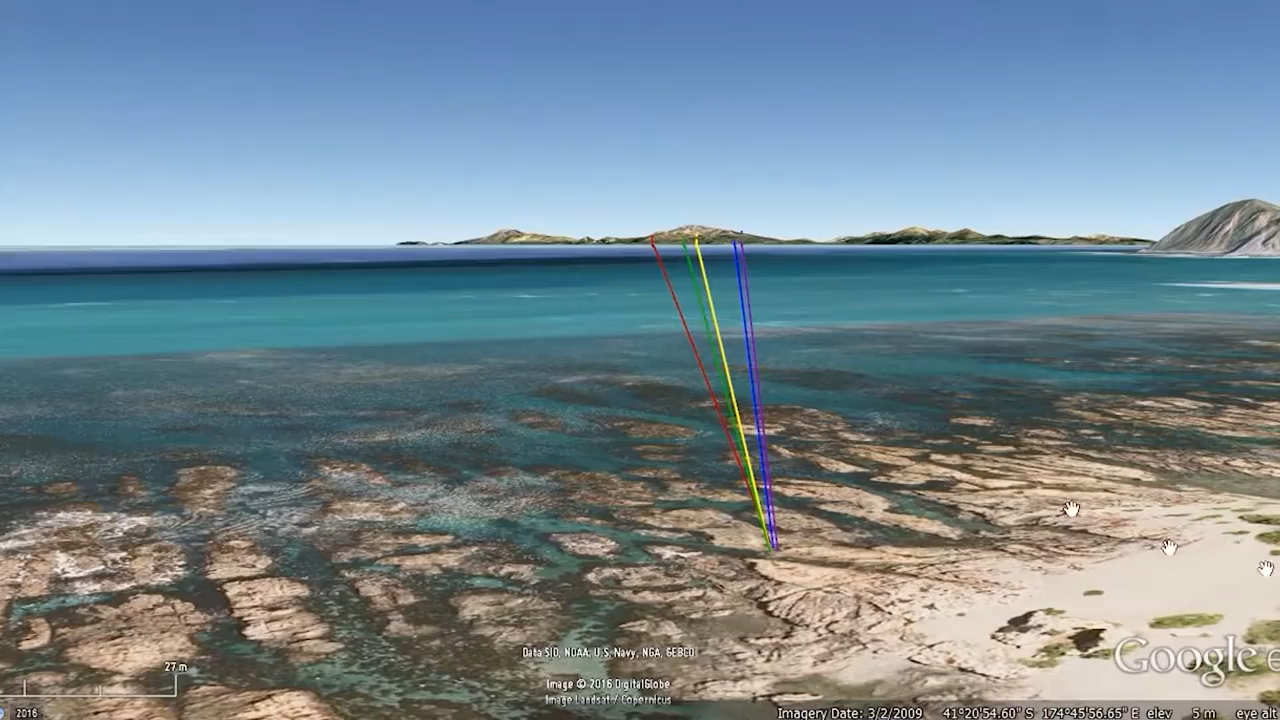 27 m
Data SIO, NOAA, U.S. Navy, NGA, GEBCO
Image © 2016 DigitalGlobe
Image Landsat / Copernicus
Google e
2016
Imagery Date: 3/2/2009 41°20'54.60" S 174°45'56.65" E elev 5 m eye alt